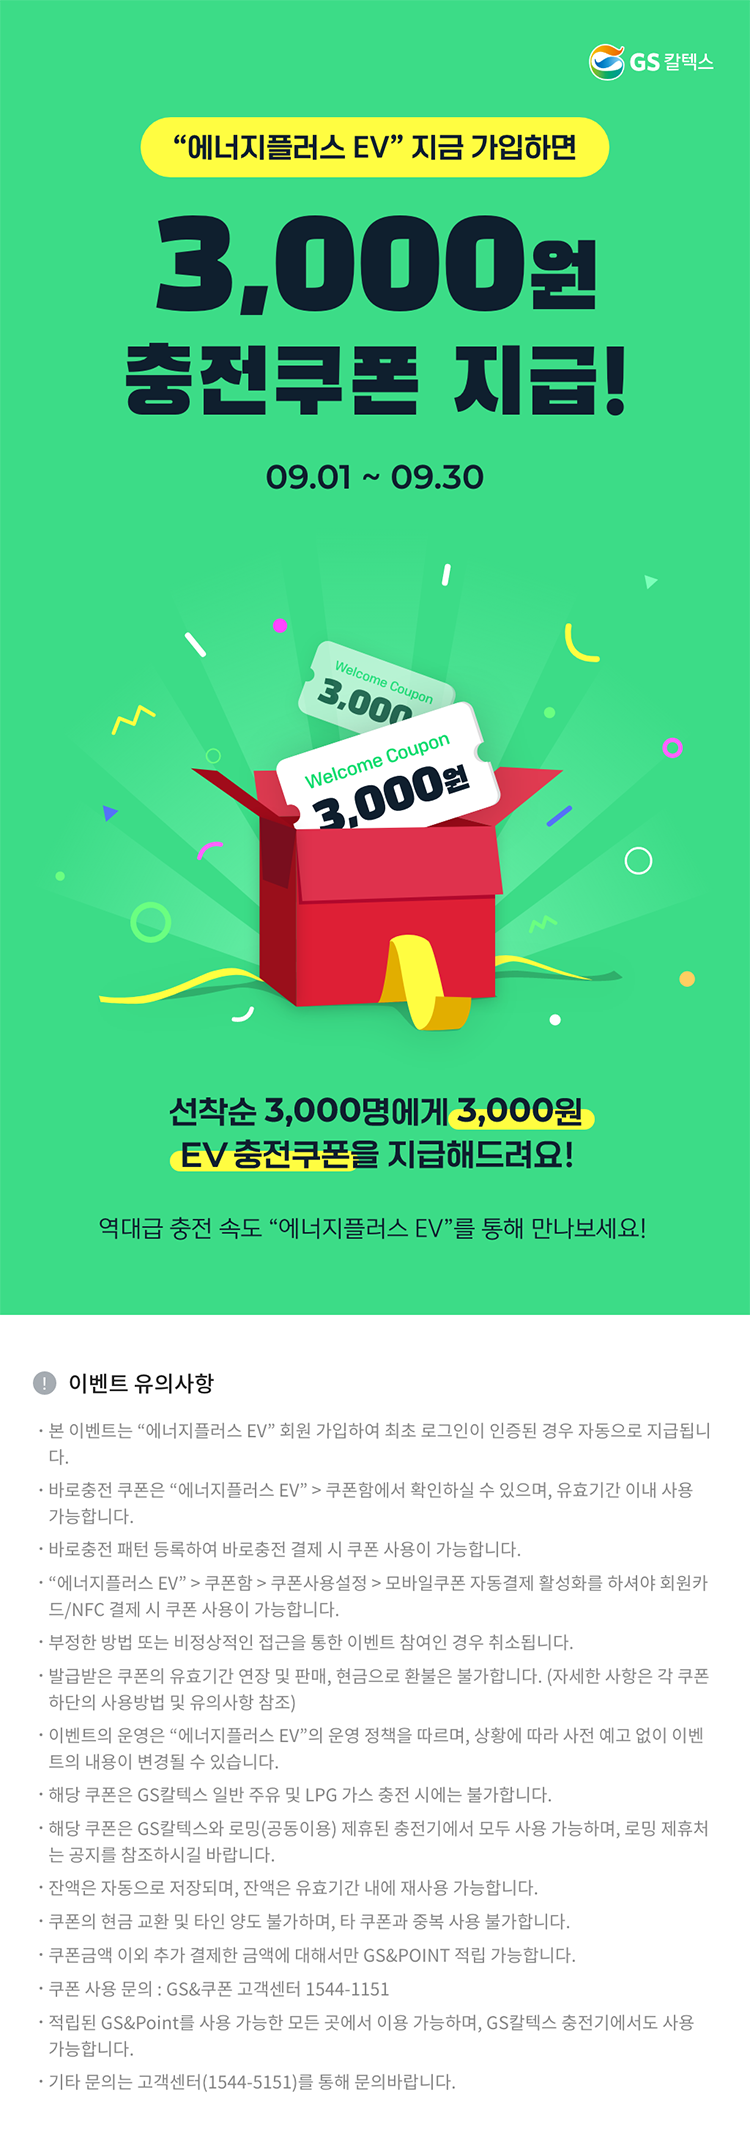 GS 칼텍스
“에너지플러스 EV” 지금 가입하면
3,000원
충전쿠폰 지급!
09.01 ~ 09.30
Welcome Coupon
3,000
Welcome Coupon
3,000원
선착순 3,000명에게 3,000원
EV 충전쿠폰을 지급해드려요!
역대급 충전 속도 “에너지플러스 EV”를 통해 만나보세요!
! 이벤트 유의사항
· 본 이벤트는 “에너지플러스 EV” 회원 가입하여 최초 로그인이 인증된 경우 자동으로 지급됩니
다.
· 바로충전 쿠폰은 “에너지플러스 EV” > 쿠폰함에서 확인하실 수 있으며, 유효기간 이내 사용
가능합니다.
· 바로충전 패턴 등록하여 바로충전 결제 시 쿠폰 사용이 가능합니다.
· “에너지플러스 EV” > 쿠폰함 > 쿠폰사용설정 > 모바일쿠폰 자동결제 활성화를 하셔야 회원카
드/NFC 결제 시 쿠폰 사용이 가능합니다.
· 부정한 방법 또는 비정상적인 접근을 통한 이벤트 참여인 경우 취소됩니다.
· 발급받은 쿠폰의 유효기간 연장 및 판매, 현금으로 환불은 불가합니다. (자세한 사항은 각 쿠폰
하단의 사용방법 및 유의사항 참조)
· 이벤트의 운영은 “에너지플러스 EV”의 운영 정책을 따르며, 상황에 따라 사전 예고 없이 이벤
트의 내용이 변경될 수 있습니다.
· 해당 쿠폰은 GS칼텍스 일반 주유 및 LPG 가스 충전 시에는 불가합니다.
· 해당 쿠폰은 GS칼텍스와 로밍(공동이용) 제휴된 충전기에서 모두 사용 가능하며, 로밍 제휴처
는 공지를 참조하시길 바랍니다.
· 잔액은 자동으로 저장되며, 잔액은 유효기간 내에 재사용 가능합니다.
· 쿠폰의 현금 교환 및 타인 양도 불가하며, 타 쿠폰과 중복 사용 불가합니다.
· 쿠폰금액 이외 추가 결제한 금액에 대해서만 GS&POINT 적립 가능합니다.
· 쿠폰 사용 문의 : GS&쿠폰 고객센터 1544-1151
· 적립된 GS&Point를 사용 가능한 모든 곳에서 이용 가능하며, GS칼텍스 충전기에서도 사용
가능합니다.
· 기타 문의는 고객센터(1544-5151)를 통해 문의바랍니다.